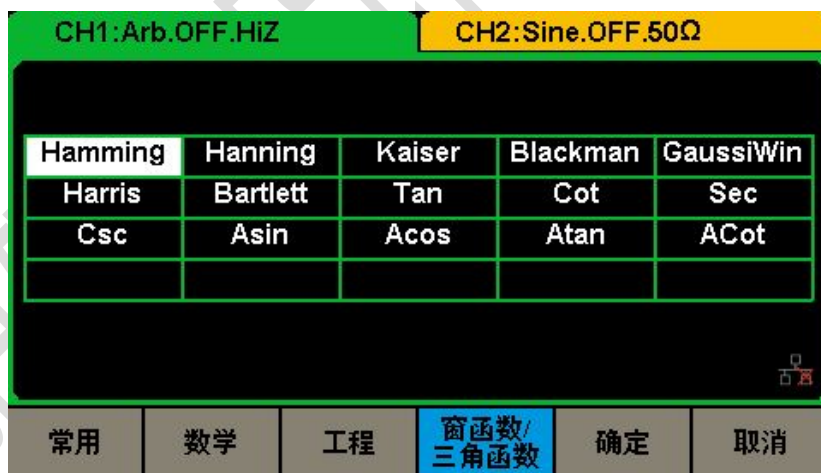 CH1:Arb.OFF.HiZ CH2:Sine.OFF.50Ω
Hamming Hanning Kaiser Blackman GaussiWin
Harris Bartlett Tan Cot Sec
Csc Asin Acos Atan ACot
常用 数学 工程 窗函数/ 确定 取消
三角函数